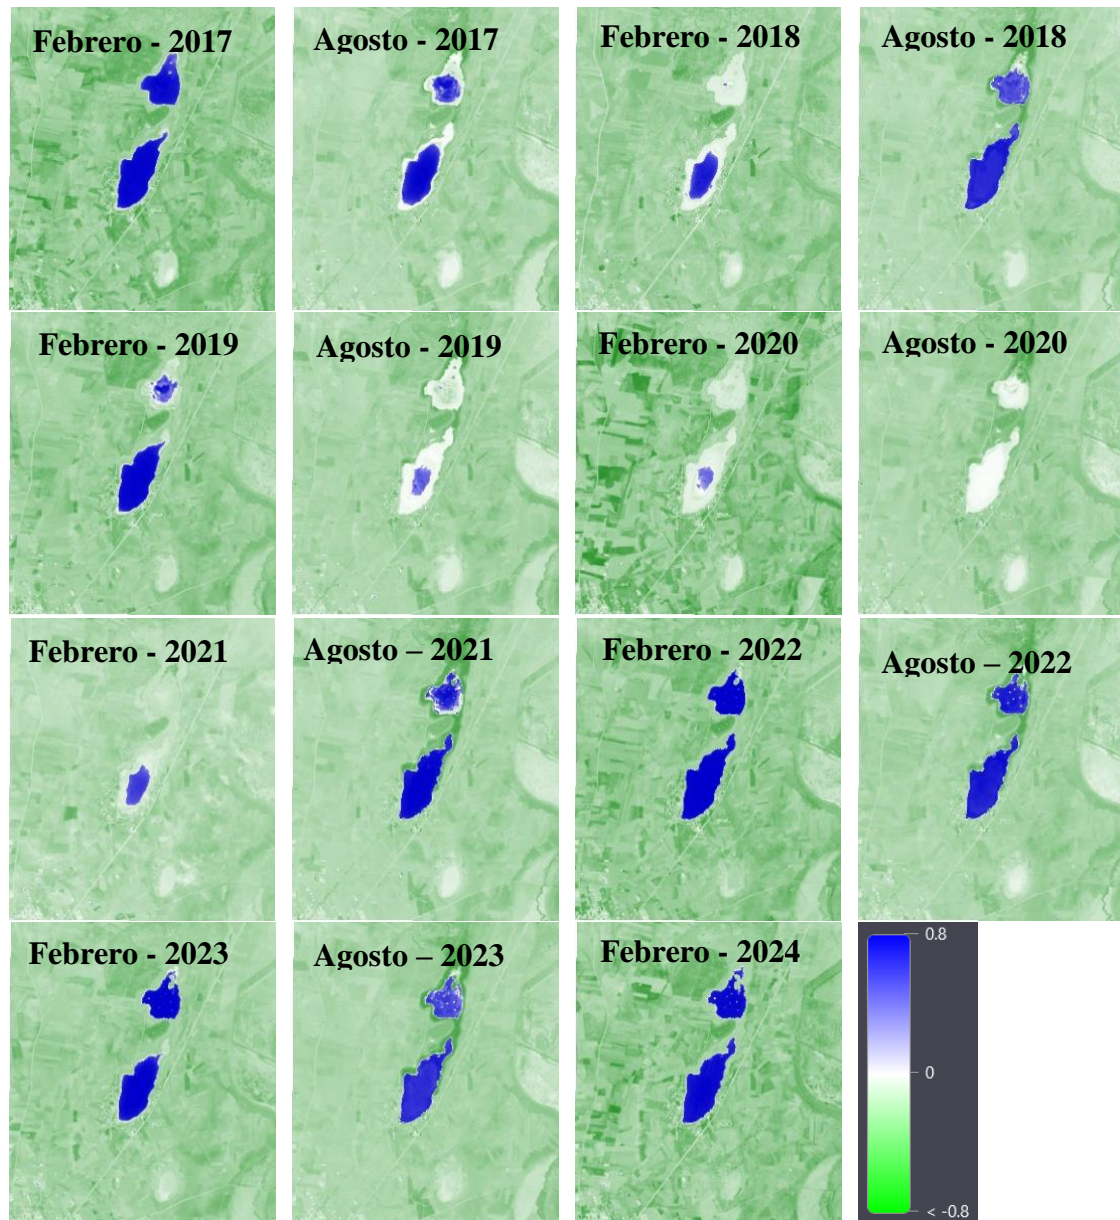 Febrero - 2017
Agosto - 2017
Febrero - 2018
Agosto - 2018
Febrero - 2019
Agosto - 2019
Febrero - 2020
Agosto - 2020
Febrero - 2021
Agosto – 2021
Febrero - 2022
Agosto – 2022
Febrero - 2023
Agosto – 2023
Febrero - 2024
0.8
0
< -0.8